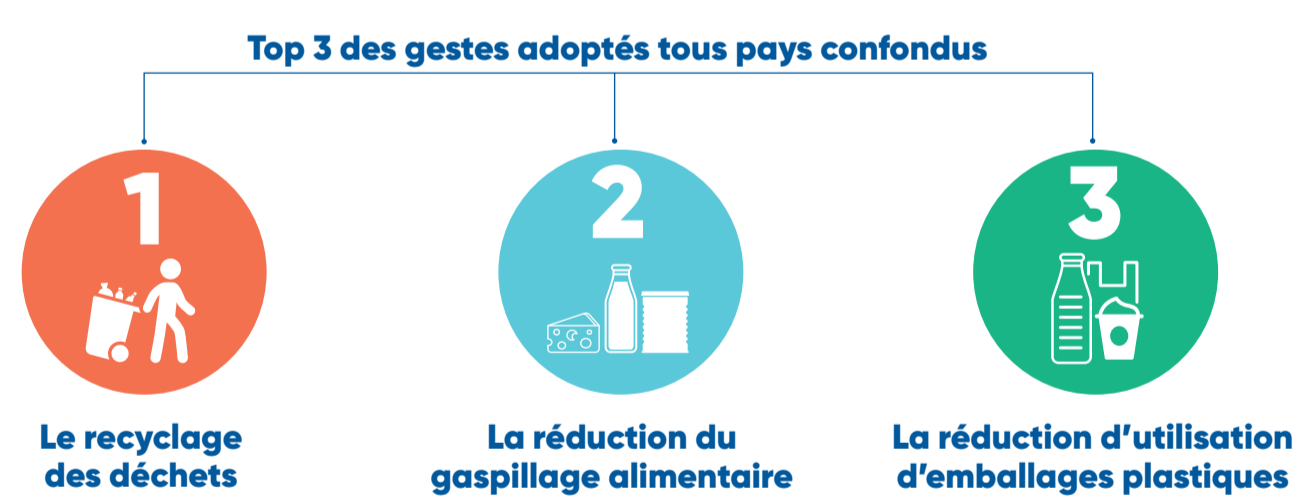 Top 3 des gestes adoptés tous pays confondus
1
2
3
Le recyclage
des déchets
La réduction du
gaspillage alimentaire
La réduction d’utilisation
d’emballages plastiques